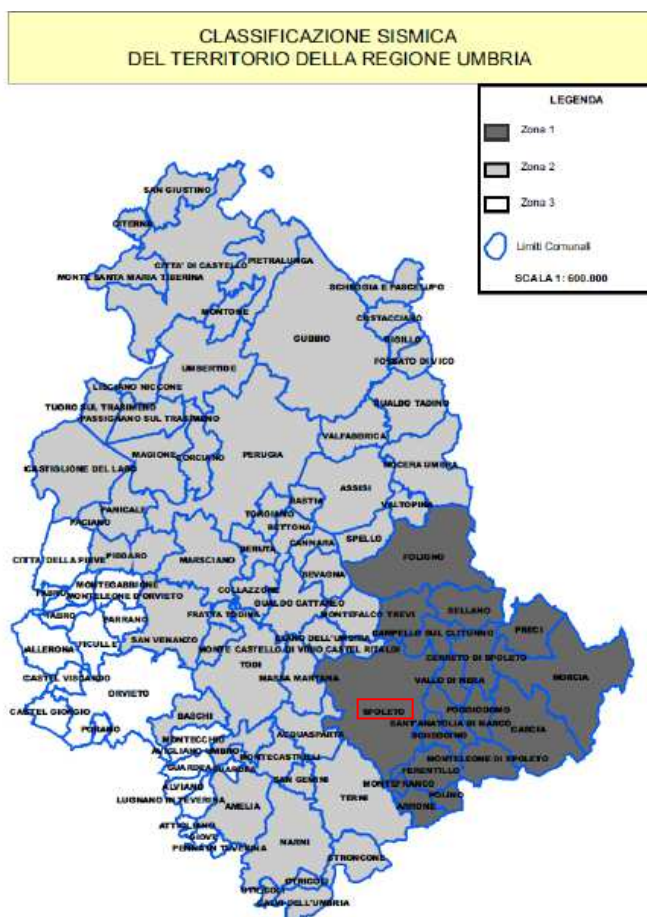 CLASSIFICAZIONE SISMICA
DEL TERRITORIO DELLA REGIONE UMBRIA
LEGENDA
Zona 1
Zona 2
Zona 3
Limiti Comunali
SCALA 1: 600.000
SAN GIUSTINO
CITERNA
CITTA' DI CASTELLO
PIETRALUNGA
MONTE SANTA MARIA TIBERINA
SCHEGGIA E PASCELUPO
MONTONE
COSTACCIARO
GUBBIO
SIGILLO
FOSSATO DI VICO
UMBERTIDE
LISCIANO NICCONE
GUALDO TADINO
TUORO SUL TRASIMENO
PASSIGNANO SUL TRASIMENO
VALFABBRICA
MAGIONE
CORCIANO
PERUGIA
NOCERA UMBRA
CASTIGLIONE DEL LAGO
ASSISI
BASTIA
VALTOPINA
PANICALE
PACIANO
TORGIANO
BETTONA
SPELLO
CANNARA
DERUTA
FOLIGNO
CITTA' DELLA PIEVE
PIEGARO
MARSCIANO
BEVAGNA
MONTEGABBIONE
MONTELEONE D'ORVIETO
COLLAZZONE
GUALDO CATTANEO
FABRO
FRATTA TODINA
MONTEFALCO
TREVI
SELLANO
PARRANO
SAN VENANZO
CAMPELLO SUL CLITUNNO
PRECI
FICULLE
ALLERONA
MONTE CASTELLO DI VIBIO
CASTEL RITALDI
CERRETO DI SPOLETO
TODI
VALLO DI NERA
NORCIA
CASTEL VISCARDO
MASSA MARTANA
ORVIETO
SPOLETO
POGGIODOMO
CASTEL GIORGIO
BASCHI
SANT'ANATOLIA DI NARCO
CASCIA
PORANO
MONTECCHIO
ACQUASPARTA
AVIGLIANO UMBRO
MONTECASTRILLI
MONTELEONE DI SPOLETO
GUARDEA
FERENTILLO
SAN GEMINI
MONTEFRANCO
ALVIANO
POLINO
LUGNANO IN TEVERINA
AMELIA
TERNI
ARRONE
ATTIGLIANO
GIOVE
NARNI
PENNA IN TEVERINA
STRONCONE
OTRICOLI
CALVI DELL'UMBRIA